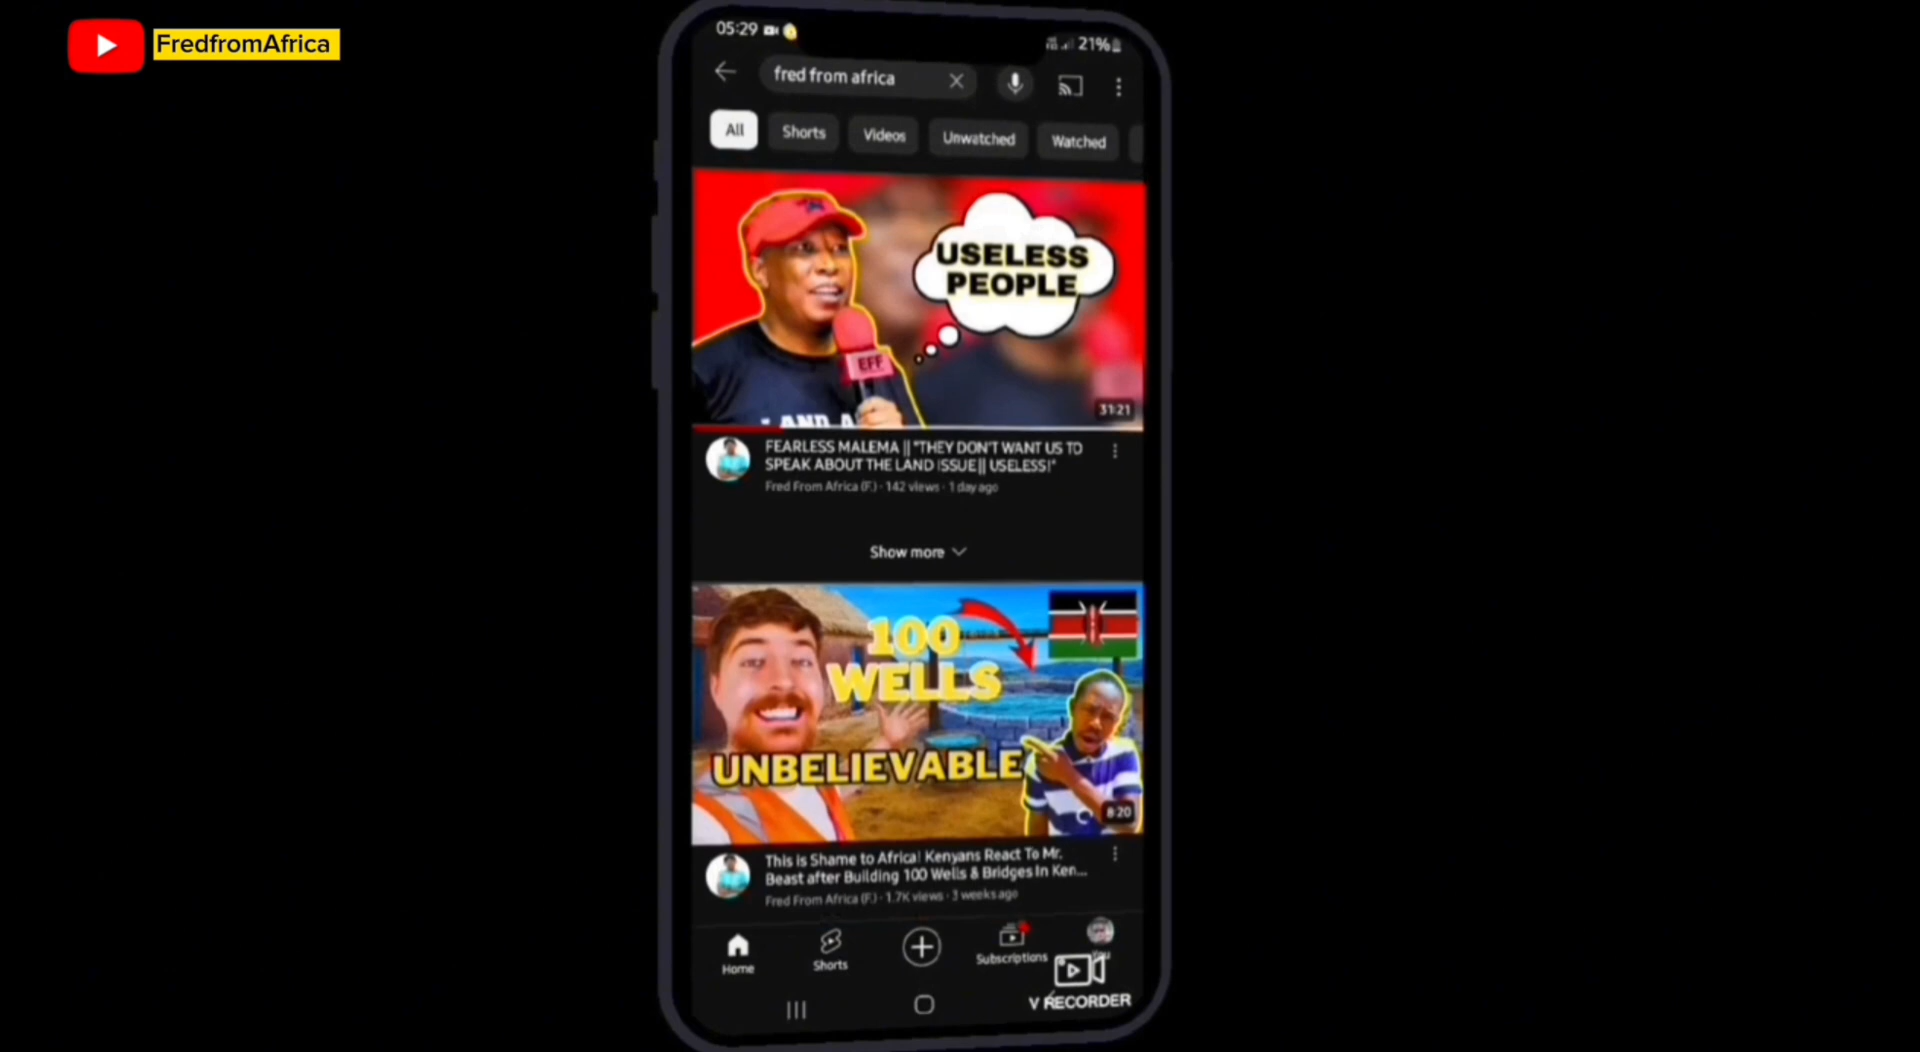 FredfromAfrica
05:29
21%
fred from africa
All
Shorts
Videos
Unwatched
Watched
USELESS
PEOPLE
EFF
LAND A
31:21
FEARLESS MALEMA || "THEY DON'T WANT US TO
SPEAK ABOUT THE LAND ISSUE|| USELESS!"
Fred From Africa (F.) · 142 views · 1 day ago
Show more
100
WELLS
UNBELIEVABLE
8:20
This is Shame to Africa! Kenyans React To Mr.
Beast after Building 100 Wells & Bridges In Ken...
Fred From Africa (F.) · 1.7K views · 3 weeks ago
Home
Shorts
Subscriptions
You
V RECORDER